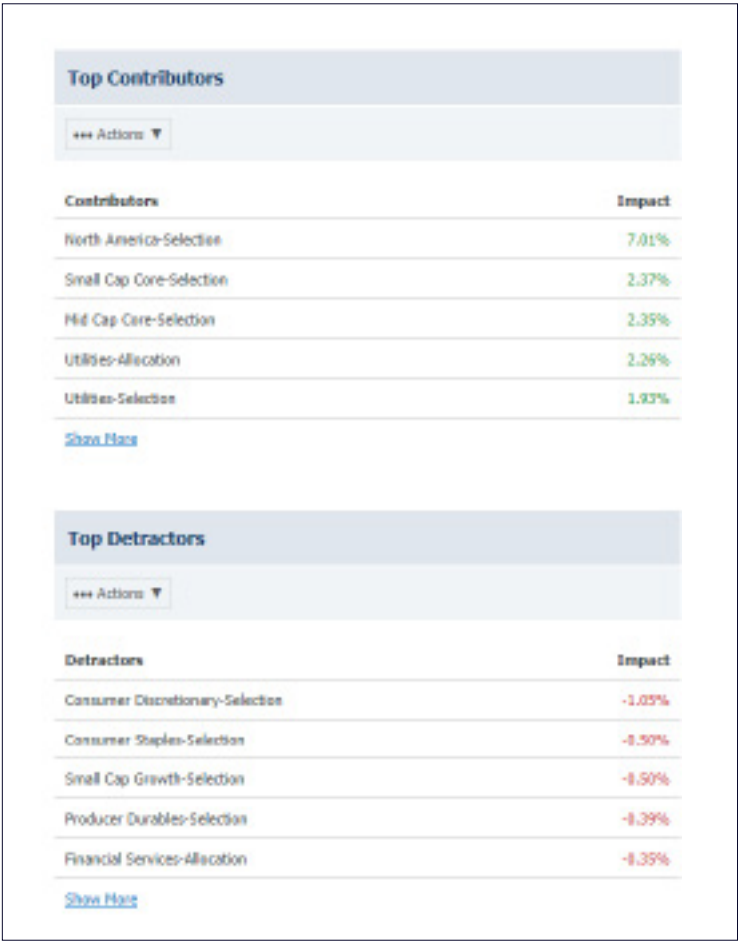 Top Contributors
••• Actions ▼
Contributors Impact
North America-Selection 7.01%
Small Cap Core-Selection 2.37%
Mid Cap Core-Selection 2.35%
Utilities-Allocation 2.26%
Utilities-Selection 1.93%
Show More
Top Detractors
••• Actions ▼
Detractors Impact
Consumer Discretionary-Selection -1.05%
Consumer Staples-Selection -0.50%
Small Cap Growth-Selection -0.50%
Producer Durables-Selection -0.39%
Financial Services-Allocation -0.35%
Show More